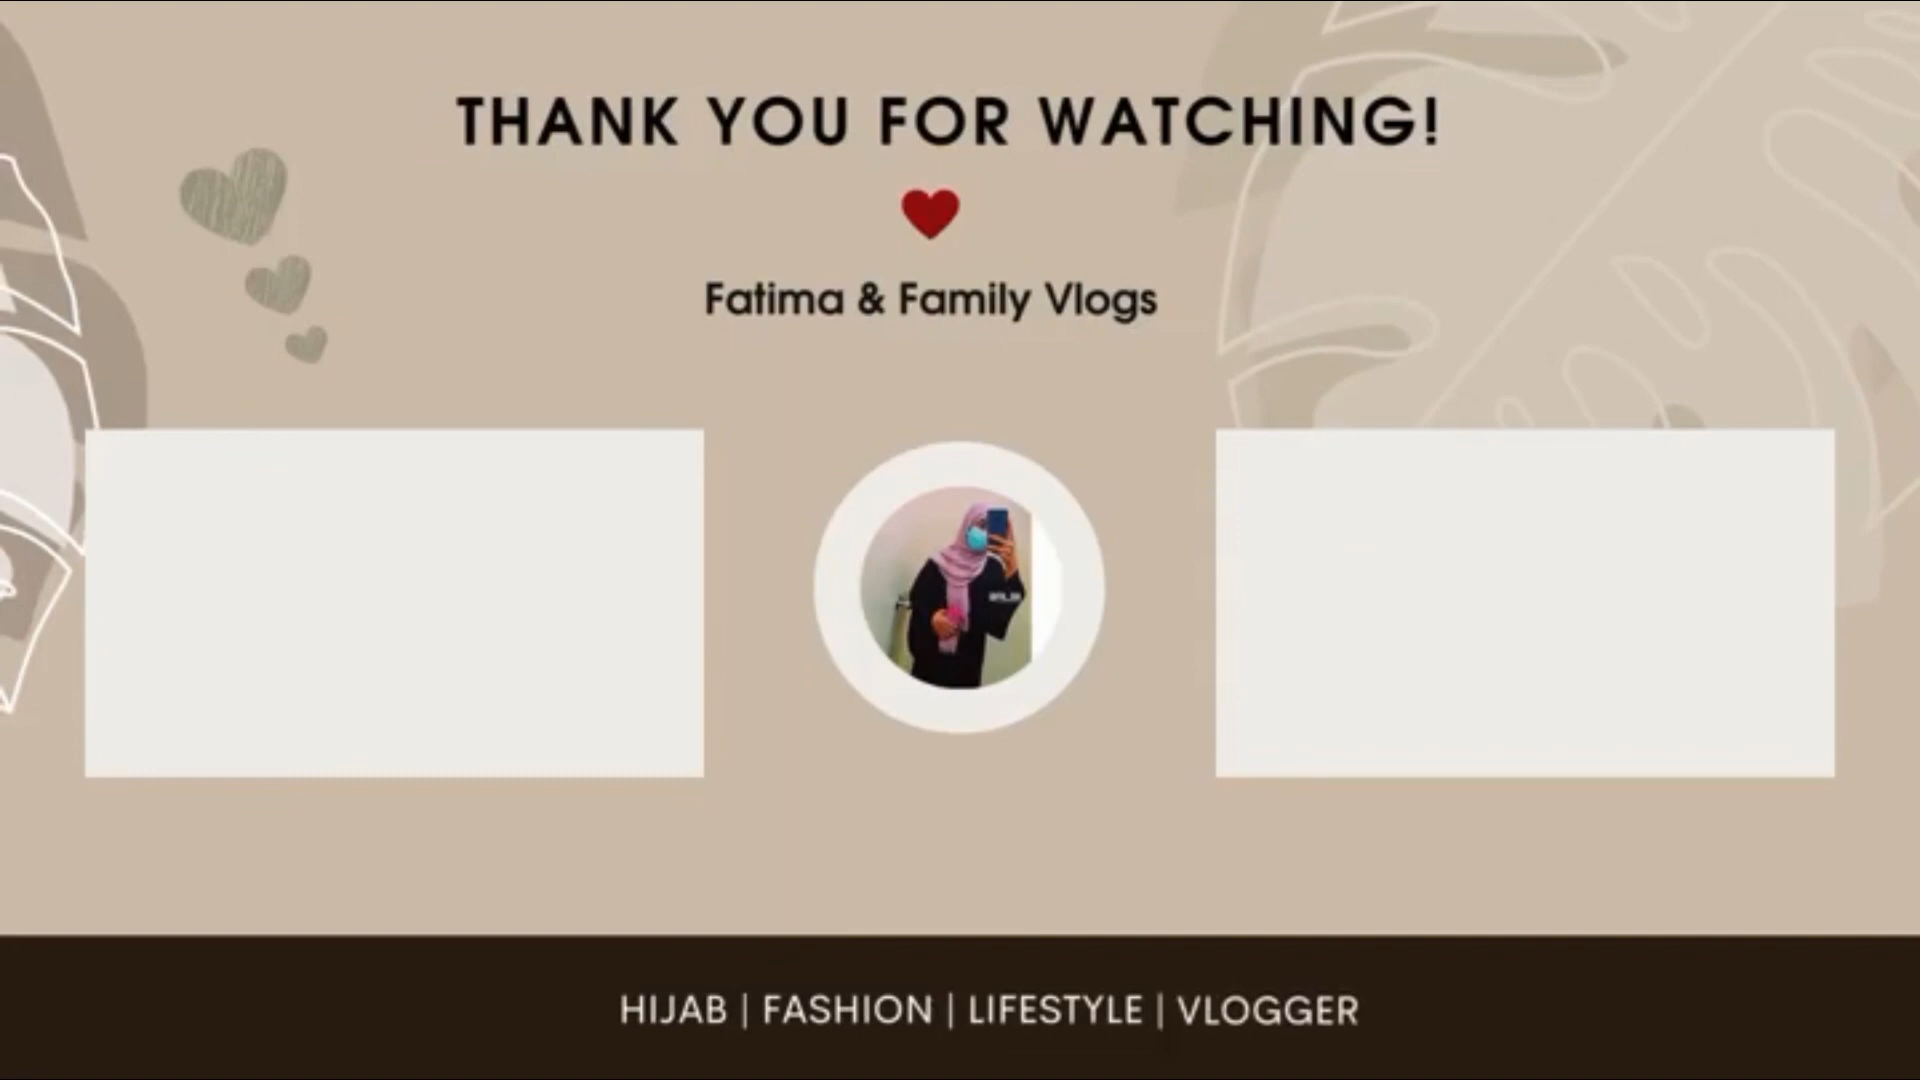 THANK YOU FOR WATCHING!
Fatima & Family Vlogs
HIJAB | FASHION | LIFESTYLE | VLOGGER